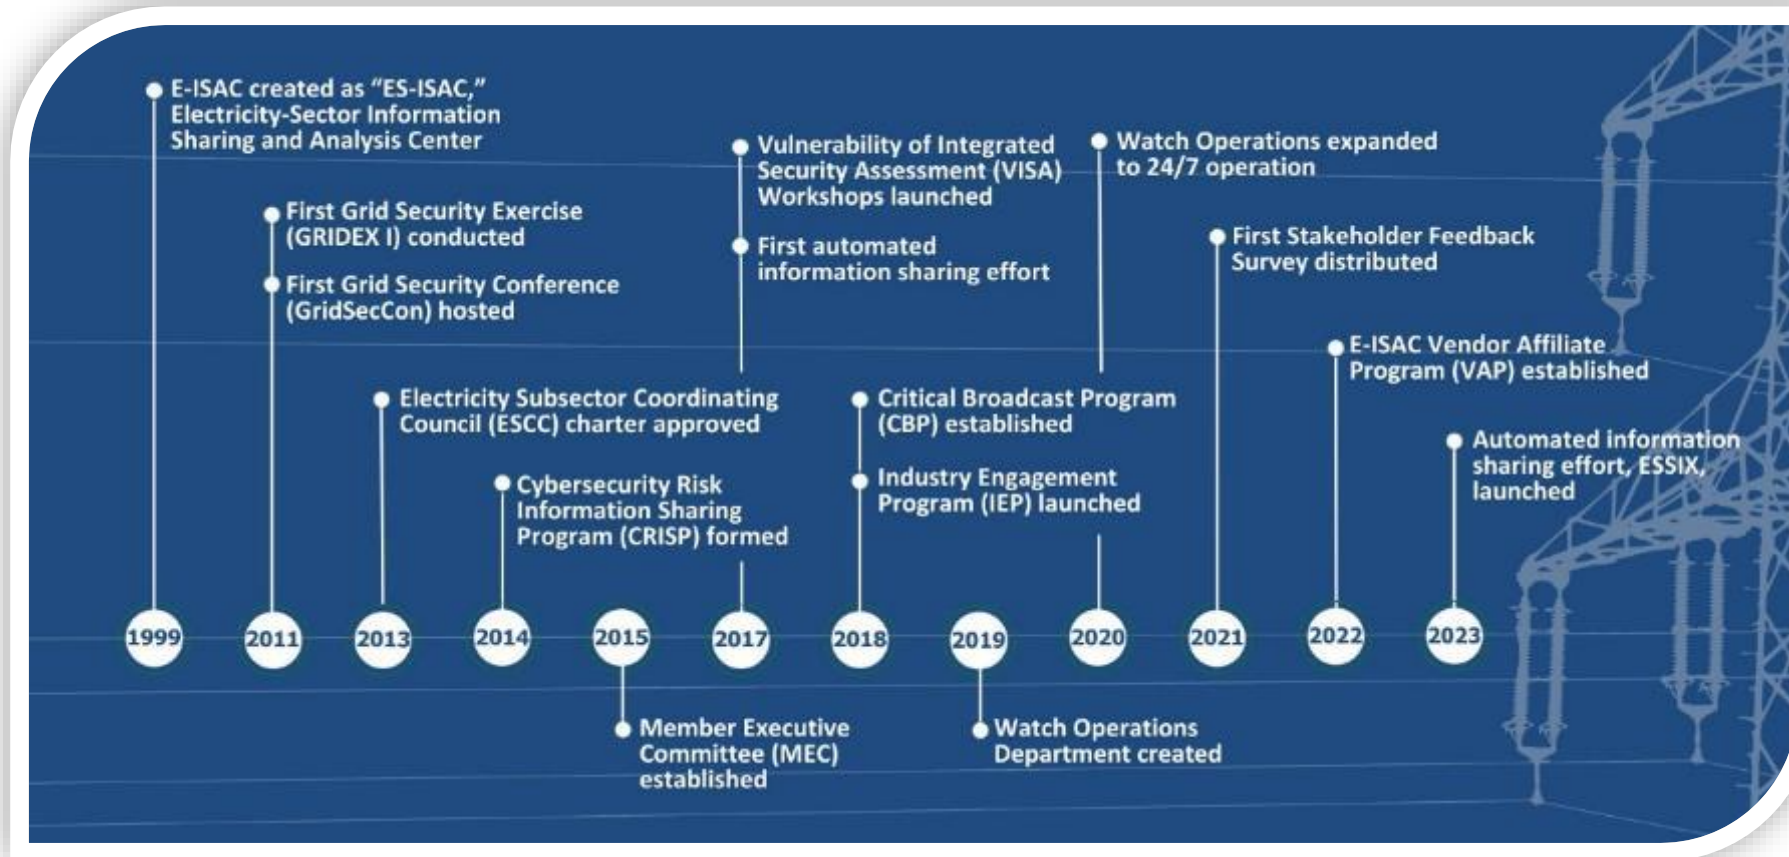 E-ISAC created as “ES-ISAC,”
Electricity-Sector Information
Sharing and Analysis Center
First Grid Security Exercise
(GRIDEX I) conducted
First Grid Security Conference
(GridSecCon) hosted
Electricity Subsector Coordinating
Council (ESCC) charter approved
Cybersecurity Risk
Information Sharing
Program (CRISP) formed
Vulnerability of Integrated
Security Assessment (VISA)
Workshops launched
First automated
information sharing effort
Critical Broadcast Program
(CBP) established
Industry Engagement
Program (IEP) launched
Watch Operations expanded
to 24/7 operation
First Stakeholder Feedback
Survey distributed
E-ISAC Vendor Affiliate
Program (VAP) established
Automated information
sharing effort, ESSIX,
launched
1999 2011 2013 2014 2015 2017 2018 2019 2020 2021 2022 2023
Member Executive
Committee (MEC)
established
Watch Operations
Department created